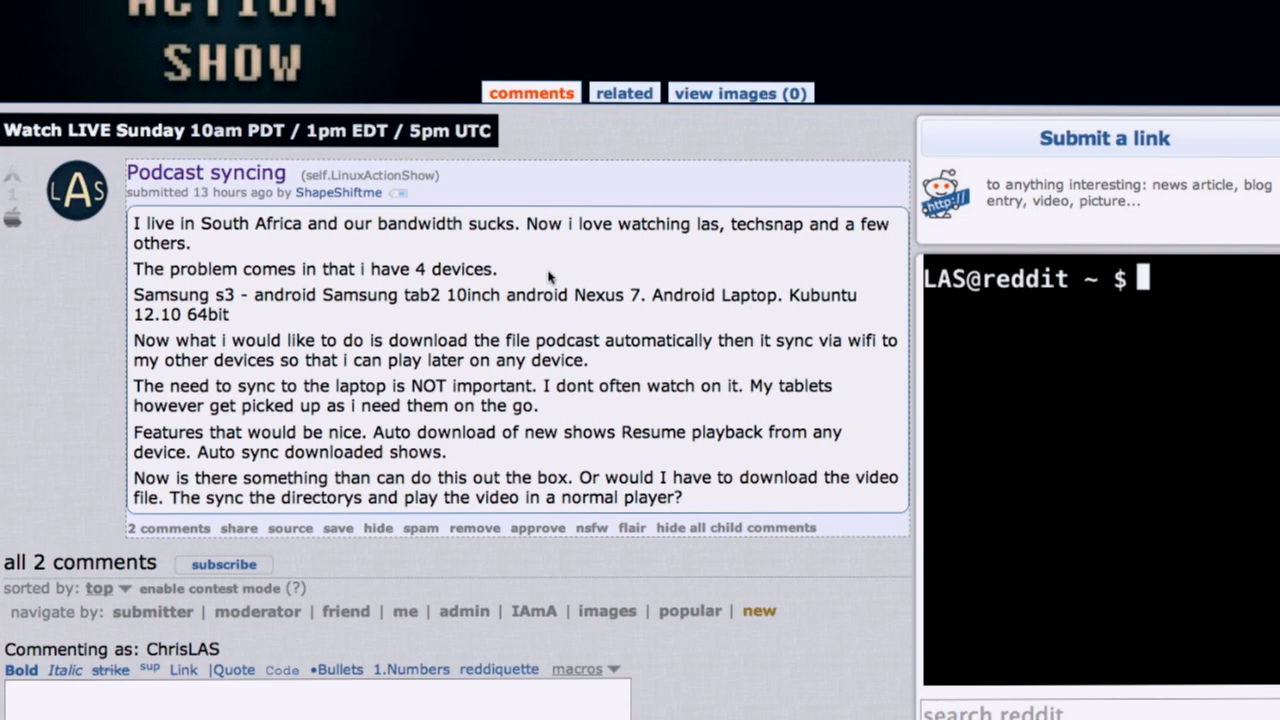 ACTION
SHOW
comments
related
view images (0)
Watch LIVE Sunday 10am PDT / 1pm EDT / 5pm UTC
Submit a link
to anything interesting: news article, blog
entry, video, picture...
http://
LAS
1
Podcast syncing (self.LinuxActionShow)
submitted 13 hours ago by ShapeShiftme
I live in South Africa and our bandwidth sucks. Now i love watching las, techsnap and a few
others.
The problem comes in that i have 4 devices.
Samsung s3 - android Samsung tab2 10inch android Nexus 7. Android Laptop. Kubuntu
12.10 64bit
Now what i would like to do is download the file podcast automatically then it sync via wifi to
my other devices so that i can play later on any device.
The need to sync to the laptop is NOT important. I dont often watch on it. My tablets
however get picked up as i need them on the go.
Features that would be nice. Auto download of new shows Resume playback from any
device. Auto sync downloaded shows.
Now is there something than can do this out the box. Or would I have to download the video
file. The sync the directorys and play the video in a normal player?
2 comments share source save hide spam remove approve nsfw flair hide all child comments
LAS@reddit ~ $
all 2 comments
subscribe
sorted by: top enable contest mode (?)
navigate by: submitter | moderator | friend | me | admin | IAmA | images | popular | new
Commenting as: ChrisLAS
Bold Italic strike sup Link |Quote Code •Bullets 1.Numbers reddiquette macros
search reddit